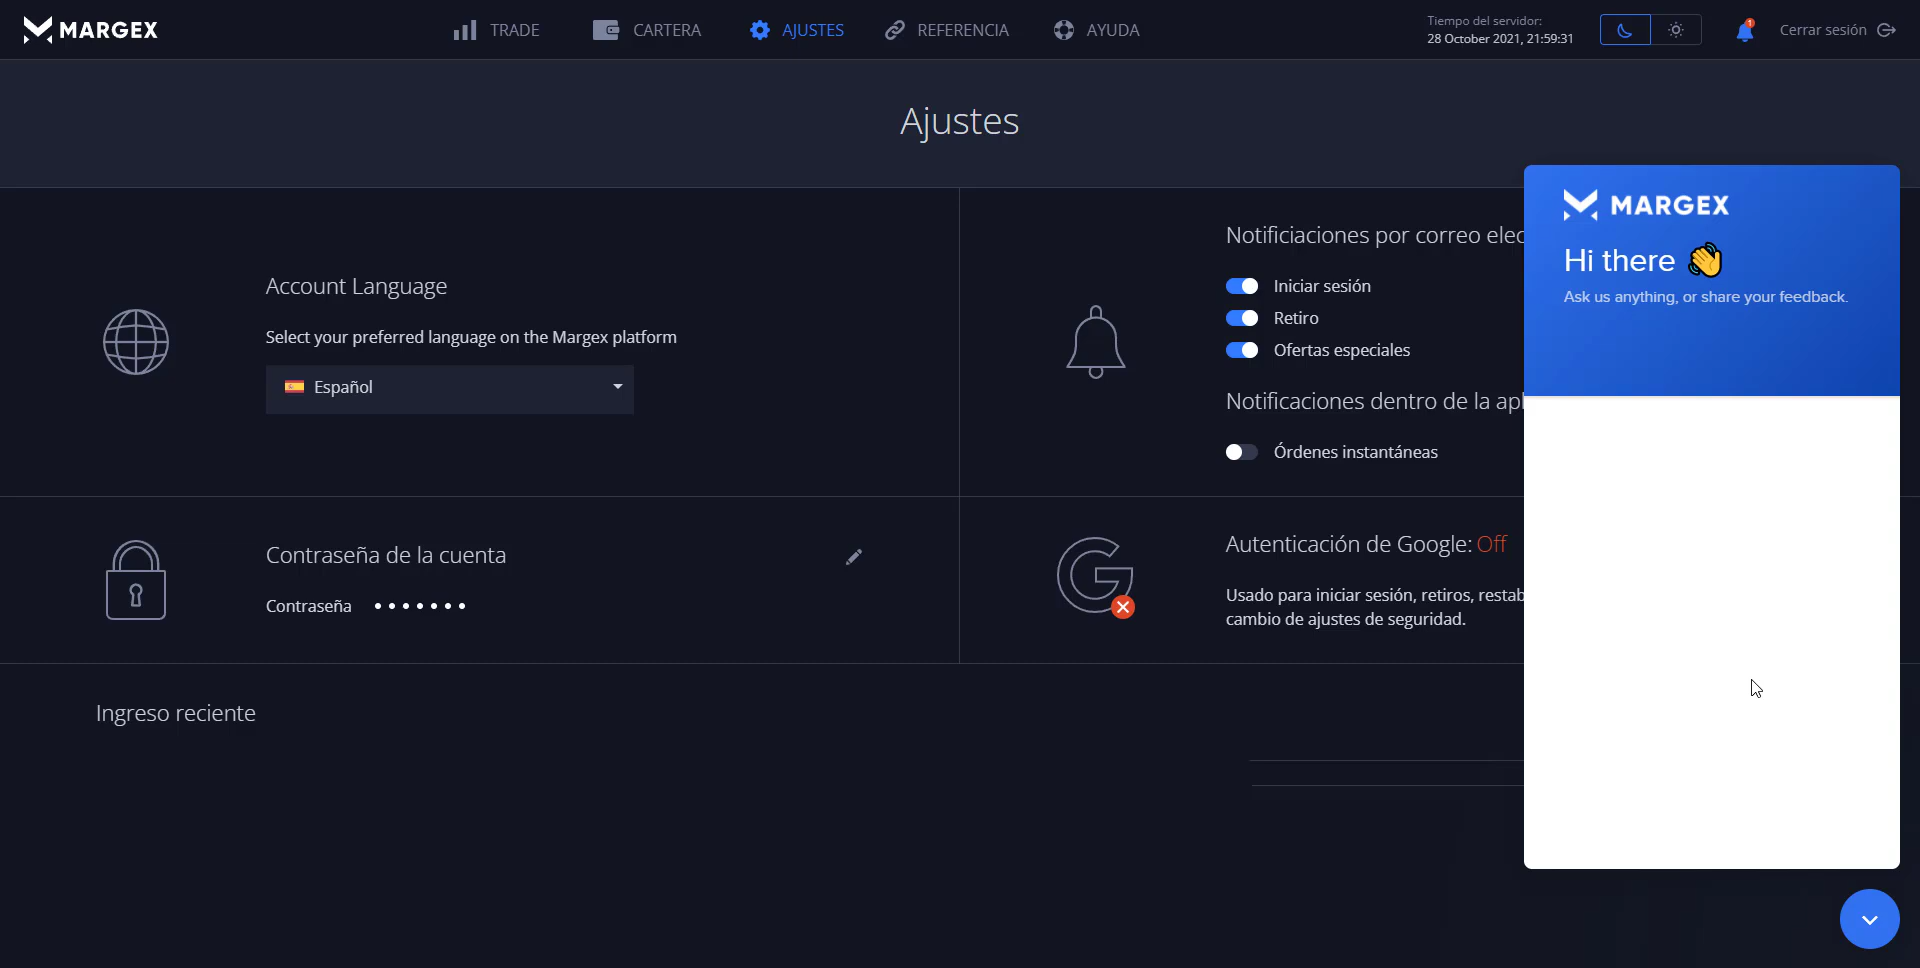 MARGEX
TRADE
CARTERA
AJUSTES
REFERENCIA
AYUDA
Tiempo del servidor:
28 October 2021, 21:59:31
1
Cerrar sesión
Ajustes
Account Language
Select your preferred language on the Margex platform
Español
Notificiaciones por correo elec
Iniciar sesión
Retiro
Ofertas especiales
Notificaciones dentro de la apl
Órdenes instantáneas
Contraseña de la cuenta
Contraseña •••••••
Autenticación de Google: Off
Usado para iniciar sesión, retiros, restab
cambio de ajustes de seguridad.
Ingreso reciente
MARGEX
Hi there 👋
Ask us anything, or share your feedback.